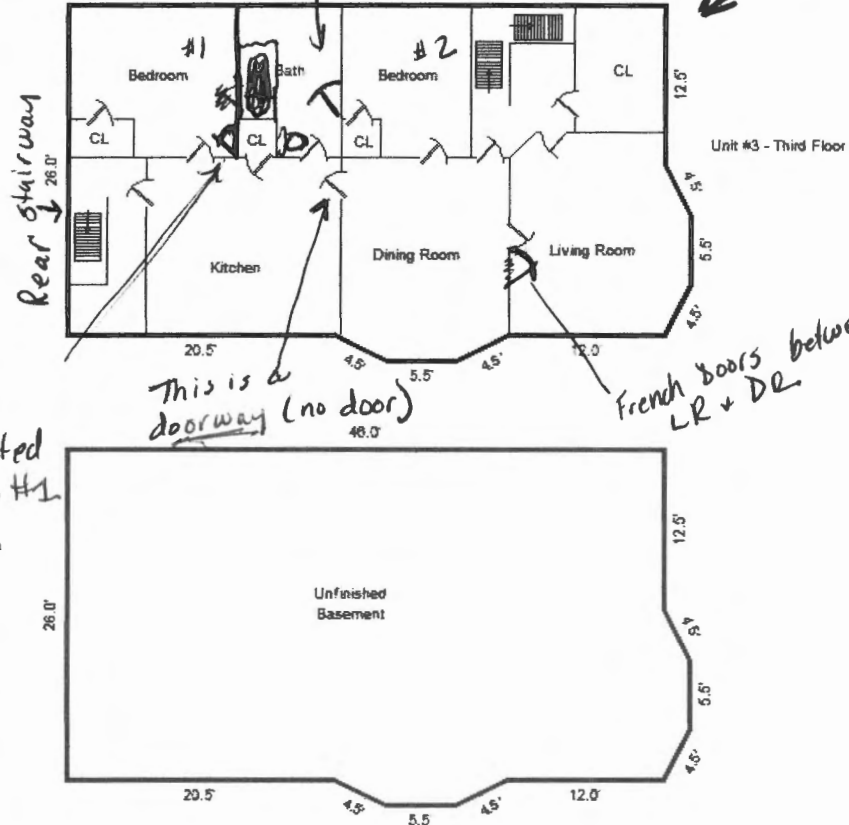 #1
Bath
#2
Bedroom
Bedroom
CL
12.5'
CL
CL
CL
Unit #3 - Third Floor
Rear Stairway
26.0'
4.5'
Kitchen
Dining Room
Living Room
5.5'
4.5'
20.5'
4.5'
5.5'
4.5'
12.0'
This is a
doorway (no door)
French Doors betwe
LR + DR
46.0'
ted
#1
12.5'
Unfinished
Basement
26.0'
4.5'
5.5'
4.5'
20.5'
4.5'
5.5
4.5'
12.0'